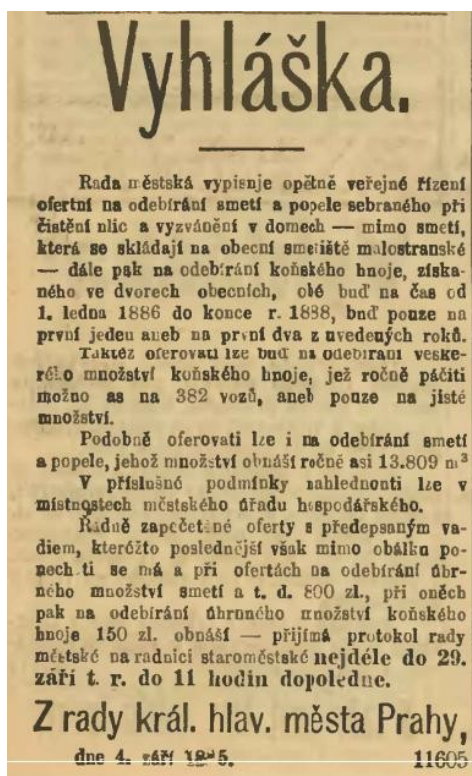 Vyhláška.
Rada městská vypisuje opětně veřejné řízení
ofertní na odebírání smetí a popele sebraného při
čistění ulic a vyzvánění v domech — mimo smetí,
která se skládají na obecní smetiště malostranské
— dále pak na odebírání koňského hnoje, získa-
ného ve dvorech obecních, obé buď na čas od
1. ledna 1886 do konce r. 1888, buď pouze na
první jeden aneb na první dva z uvedených roků.
Taktéž oferovati lze buď na odebírání veške-
rého množství koňského hnoje, jež ročně páčiti
možno as na 382 vozů, aneb pouze na jisté
množství.
Podobně oferovati lze i na odebírání smetí
a popele, jehož množství obnáší ročně asi 13.809 m³
V příslušné podmínky nahlednouti lze v
místnostech městského úřadu hospodářského.
Řádně zapečetěné oferty s předepsaným va-
diem, kteréžto poslednější však mimo obálku po-
nechati se má a při ofertách na odebírání úhr-
ného množství smetí a t. d. 800 zl., při oněch
pak na odebírání úhrnného množství koňského
hnoje 150 zl. obnáší — přijímá protokol rady
městské na radnici staroměstské nejdéle do 29.
září t. r. do 11 hodin dopoledne.
Z rady král. hlav. města Prahy,
dne 4. září 1885.
11605